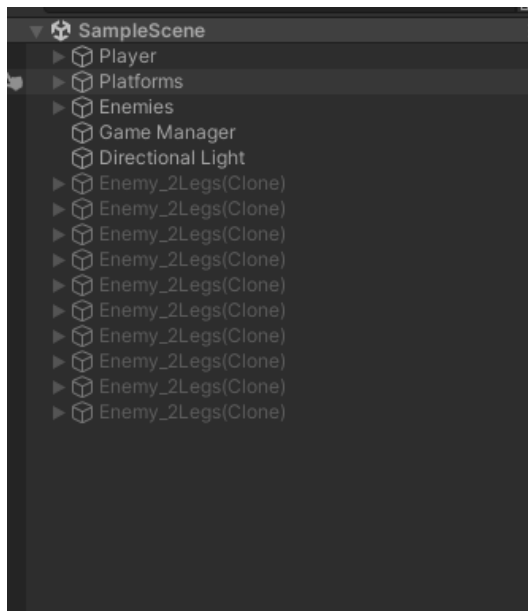 SampleScene
Player
Platforms
Enemies
Game Manager
Directional Light
Enemy_2Legs(Clone)
Enemy_2Legs(Clone)
Enemy_2Legs(Clone)
Enemy_2Legs(Clone)
Enemy_2Legs(Clone)
Enemy_2Legs(Clone)
Enemy_2Legs(Clone)
Enemy_2Legs(Clone)
Enemy_2Legs(Clone)
Enemy_2Legs(Clone)